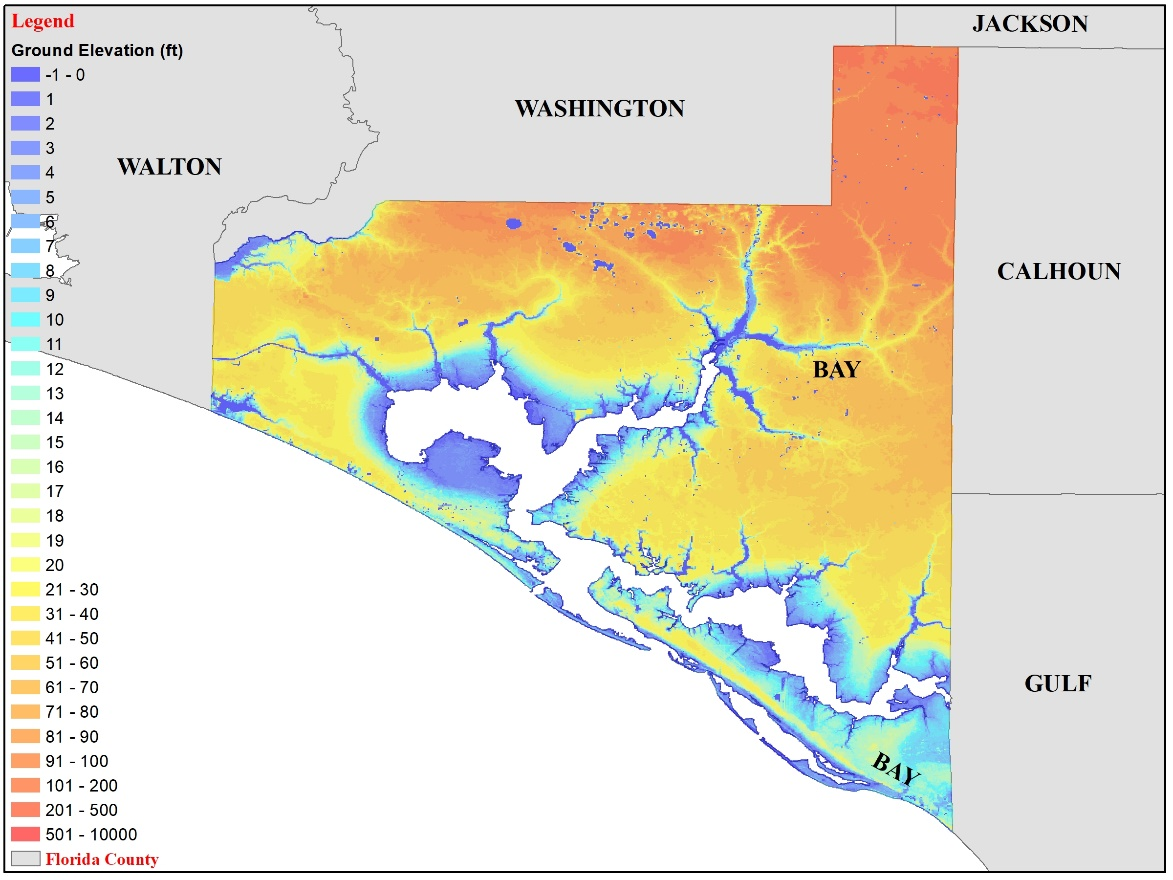 Legend
Ground Elevation (ft)
-1 - 0
1
2
3
4
5
6
7
8
9
10
11
12
13
14
15
16
17
18
19
20
21 - 30
31 - 40
41 - 50
51 - 60
61 - 70
71 - 80
81 - 90
91 - 100
101 - 200
201 - 500
501 - 10000
Florida County
JACKSON
WASHINGTON
WALTON
CALHOUN
BAY
GULF
BAY